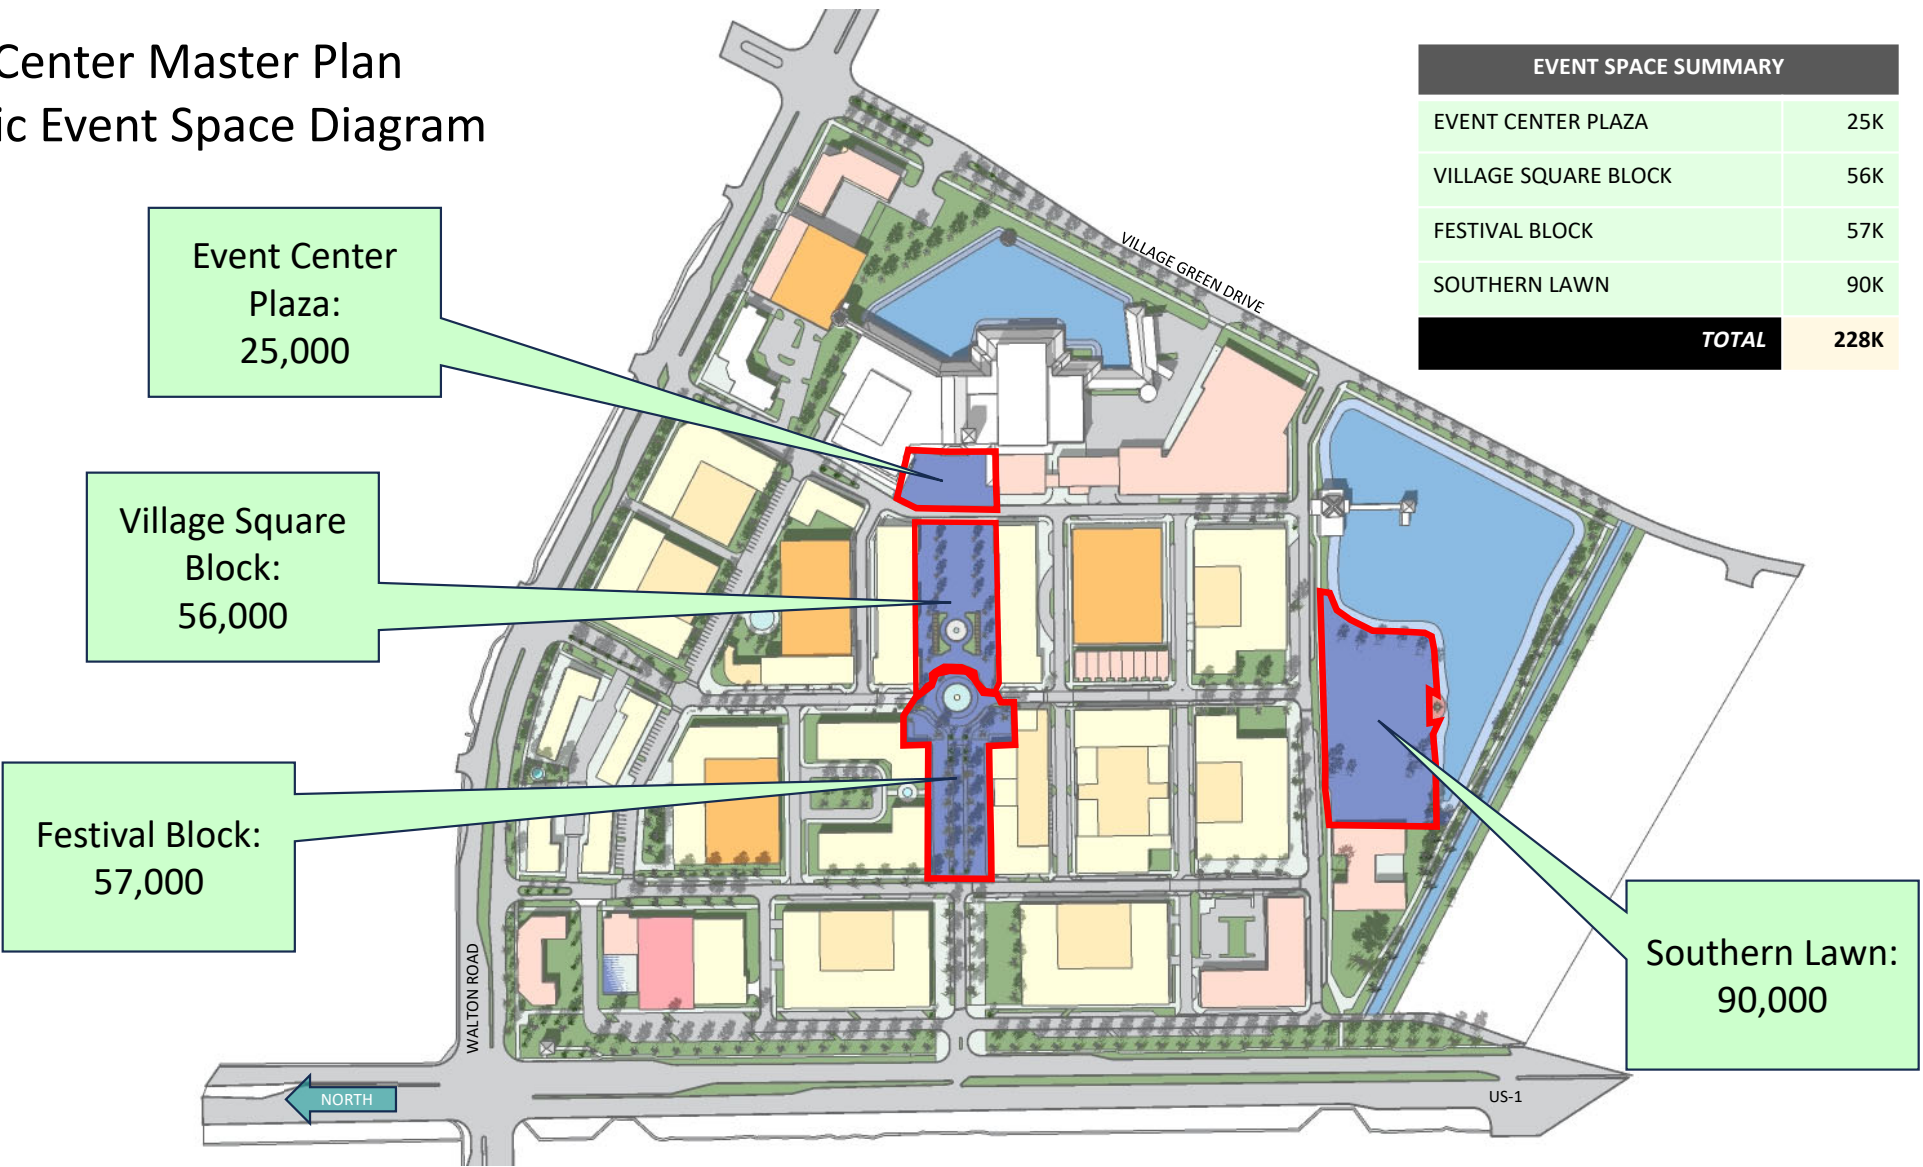 Center Master Plan
ic Event Space Diagram
EVENT SPACE SUMMARY
EVENT CENTER PLAZA 25K
VILLAGE SQUARE BLOCK 56K
FESTIVAL BLOCK 57K
SOUTHERN LAWN 90K
TOTAL 228K
Event Center
Plaza:
25,000
VILLAGE GREEN DRIVE
Village Square
Block:
56,000
Festival Block:
57,000
Southern Lawn:
90,000
WALTON ROAD
NORTH
US-1